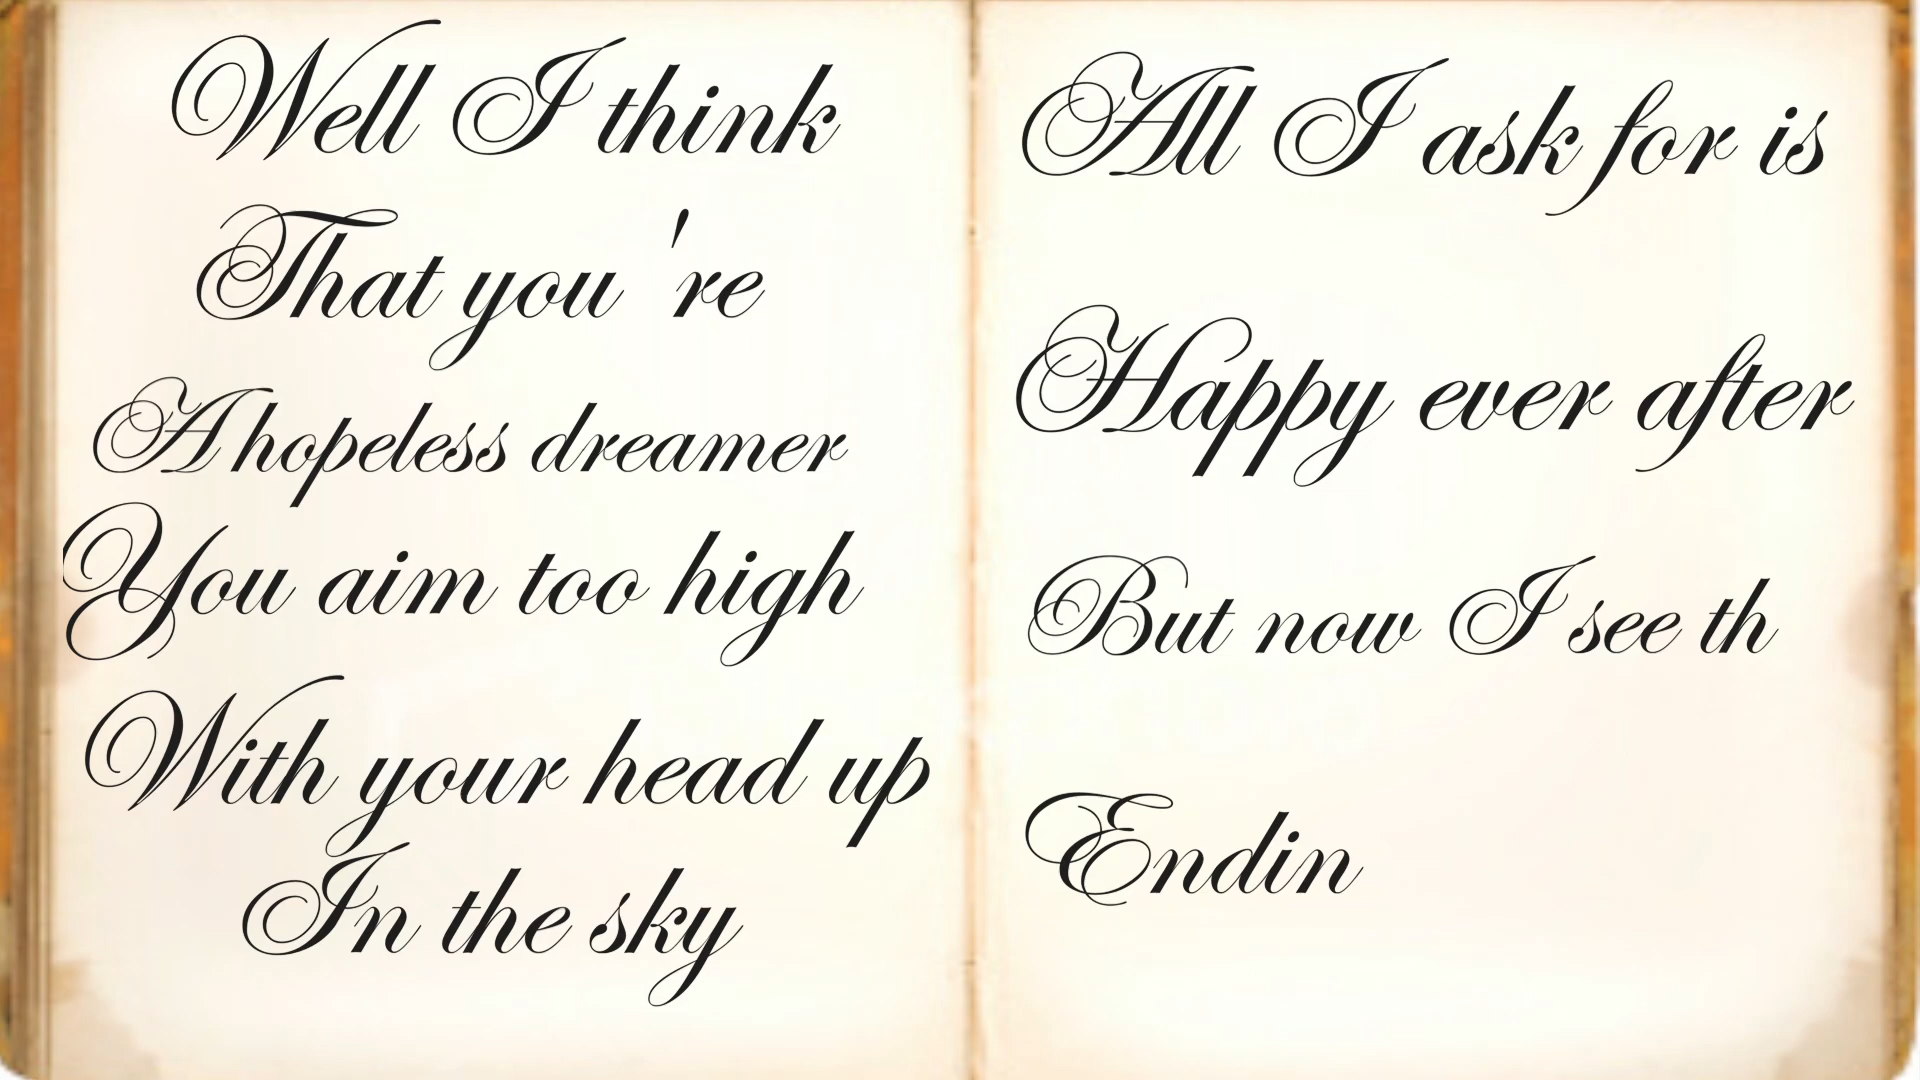 Well I think
That you 're
A hopeless dreamer
You aim too high
With your head up
In the sky
All I ask for is
Happy ever after
But now I see th
Endin